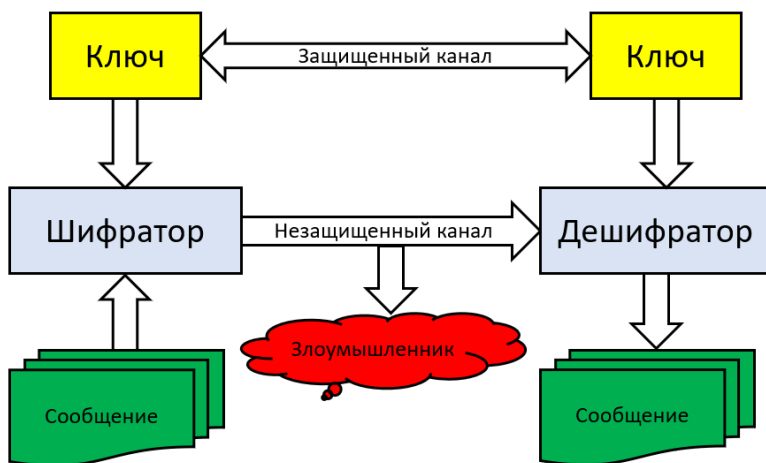 Ключ
Защищенный канал
Ключ
Шифратор
Незащищенный канал
Дешифратор
Злоумышленник
Сообщение
Сообщение